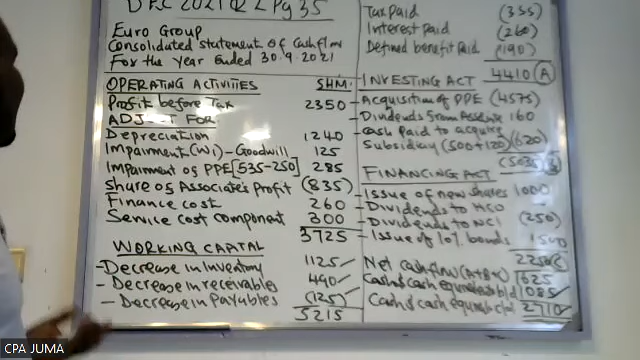 DEC 2021 Q2 Pg 35
Euro Group
Consolidated statement of Cashflow
For the Year Ended 30.9.2021
OPERATING ACTIVITIES SHM.
Profit before Tax 2350
ADJUST FOR
Depreciation 1240
Impairment (W1) - Goodwill 125
Impairment of PPE [535-250] 285
Share of Associate's Profit (835)
Finance cost 260
Service cost component 300
3725
WORKING CAPITAL
- Decrease in Inventory 1125
- Decrease in receivables 490
- Decrease in Payables (125)
5215
Tax paid (355)
Interest paid (260)
Defined benefit Paid (190)
4410 (A)
INVESTING ACT
- Acquisition of PPE (4575)
- Dividends from Associate 160
- Cash Paid to acquire
Subsidiary (500+120) (620)
(5035)
FINANCING ACT
- Issue of new shares 1000
- Dividends to
- Dividends to NCI (250)
- Issue of 10% bonds 1500
2250
Net cashflow (A+B+C) 1625
Cash & cash equivalents b/d 1085
Cash & cash equivalents c/d 2710
CPA JUMA